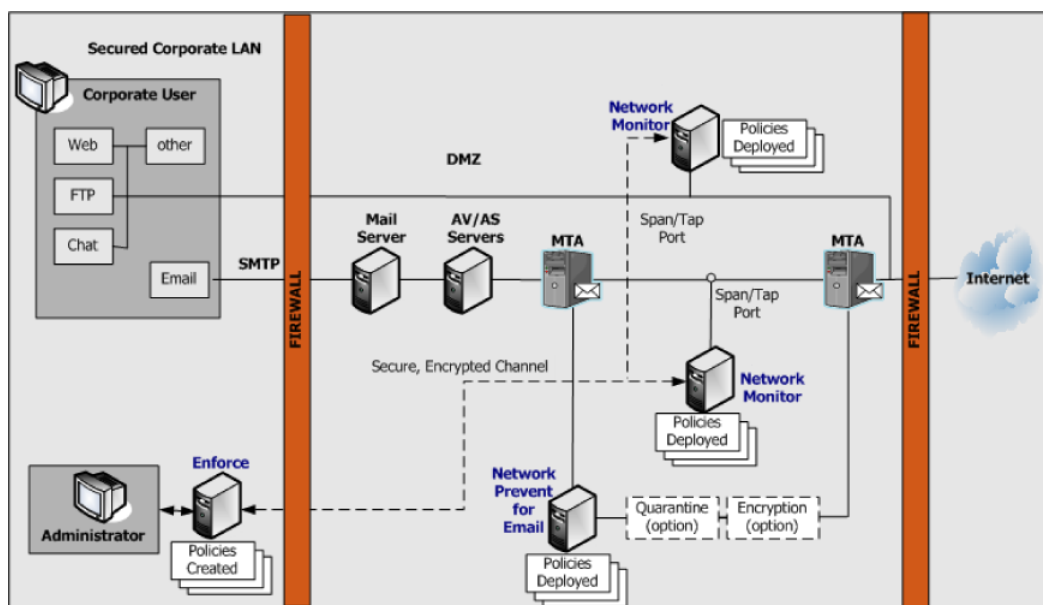 Secured Corporate LAN
Corporate User
Web
other
FTP
Chat
Email
SMTP
FIREWALL
DMZ
Mail
Server
AV/AS
Servers
MTA
Network
Monitor
Policies
Deployed
Span/Tap
Port
MTA
Span/Tap
Port
FIREWALL
Internet
Secure, Encrypted Channel
Network
Monitor
Policies
Deployed
Enforce
Administrator
Policies
Created
Network
Prevent
for
Email
Quarantine
(option)
Encryption
(option)
Policies
Deployed